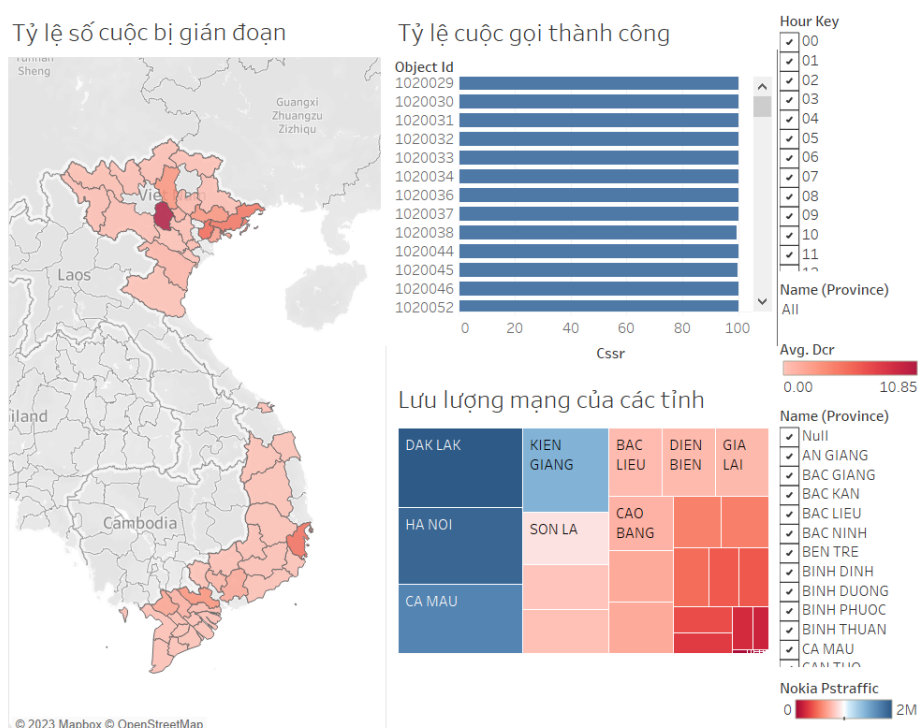 Tỷ lệ số cuộc bị gián đoạn
Sheng
Guangxi
Zhuangzu
Zizhiqu
Laos
Cambodia
© 2023 Mapbox © OpenStreetMap
Tỷ lệ cuộc gọi thành công
Object Id
1020029
1020030
1020031
1020032
1020033
1020034
1020036
1020037
1020038
1020044
1020045
1020046
1020052
0 20 40 60 80 100
Cssr
Lưu lượng mạng của các tỉnh
DAK LAK
HA NOI
CA MAU
KIEN
GIANG
SON LA
BAC
LIEU
DIEN
BIEN
GIA
LAI
CAO
BANG
Hour Key
00
01
02
03
04
05
06
07
08
09
10
11
Name (Province)
All
Avg. Dcr
0.00 10.85
Name (Province)
Null
AN GIANG
BAC GIANG
BAC KAN
BAC LIEU
BAC NINH
BEN TRE
BINH DINH
BINH DUONG
BINH PHUOC
BINH THUAN
CA MAU
CAN THO
Nokia Pstraffic
0 2M